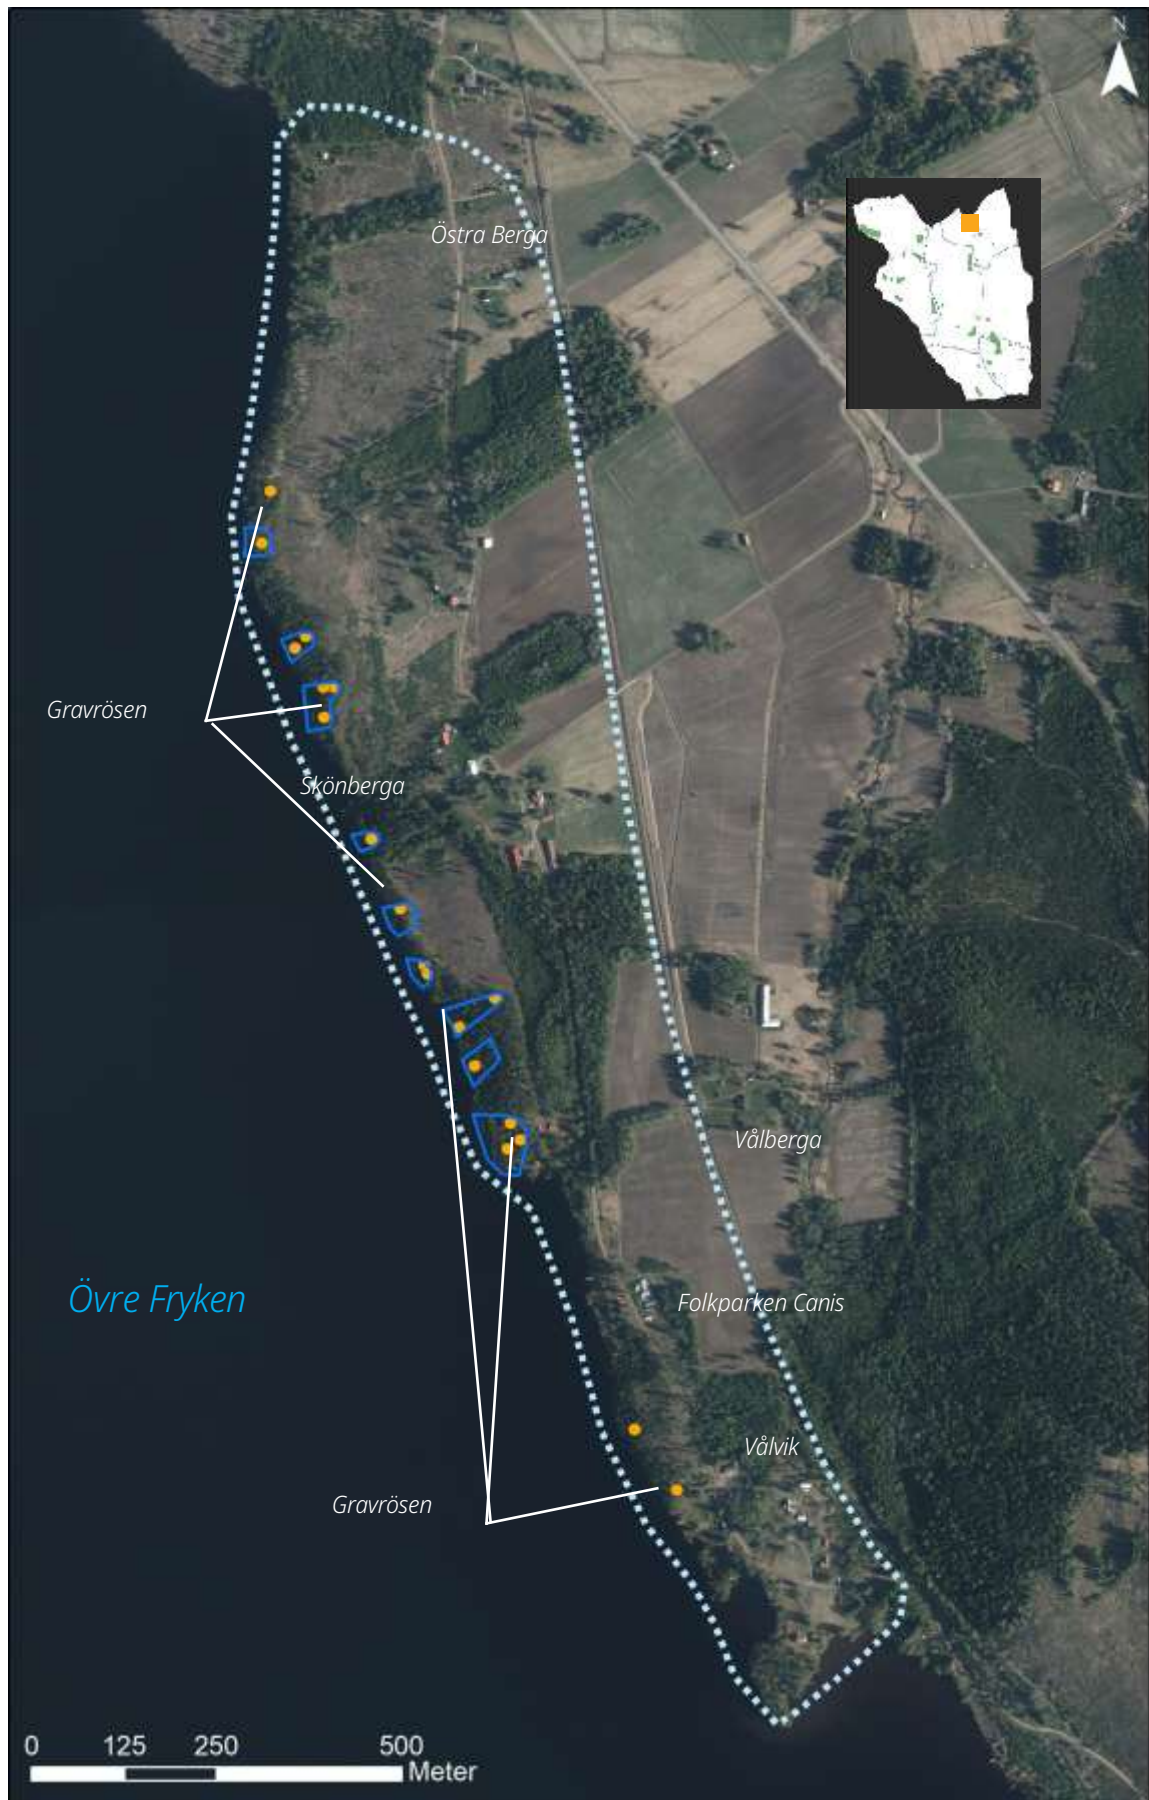 N
Östra Berga
Gravrösen
Skönberga
Vålberga
Övre Fryken
Folkparken Canis
Vålvik
Gravrösen
0 125 250 500
Meter